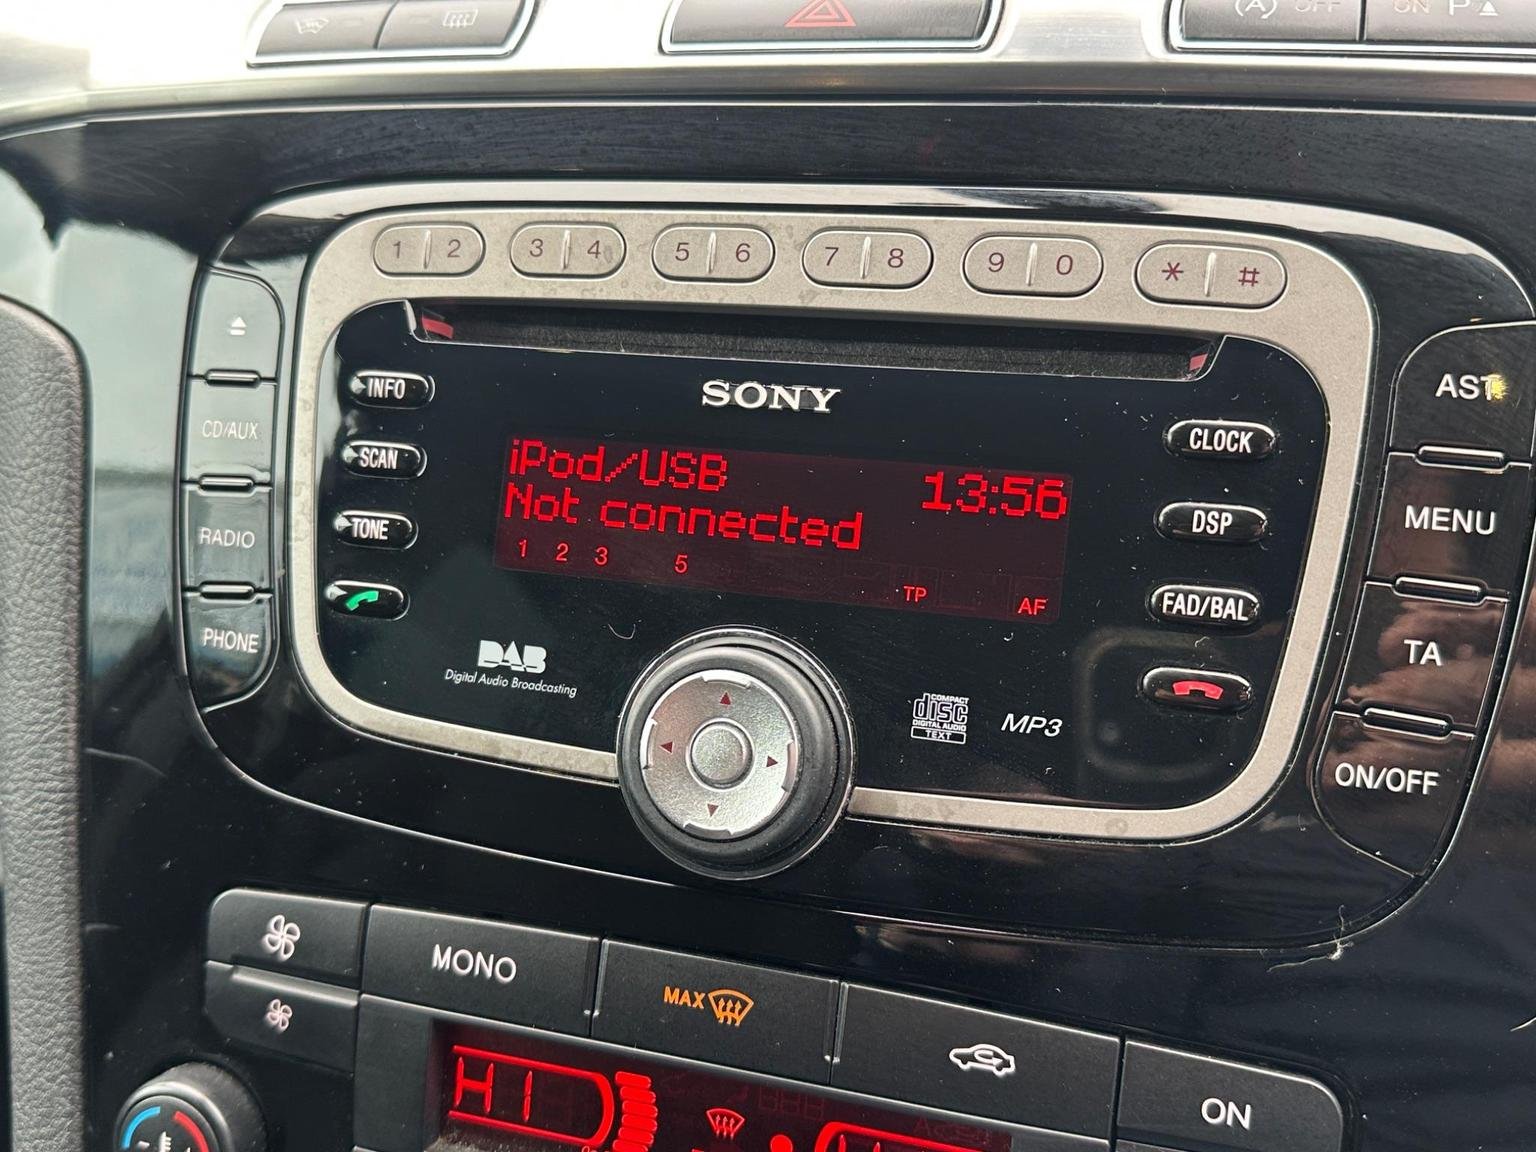 OFF
ON P
1 2 3 4 5 6 7 8 9 0 * #
CD/AUX
RADIO
PHONE
INFO
SCAN
TONE
SONY
iPod/USB 13:56
Not connected
1 2 3 5 TP AF
CLOCK
DSP
FAD/BAL
AST
MENU
TA
ON/OFF
DAB
Digital Audio Broadcasting
COMPACT
disc
DIGITAL AUDIO
TEXT
MP3
MONO
MAX
ON
HI